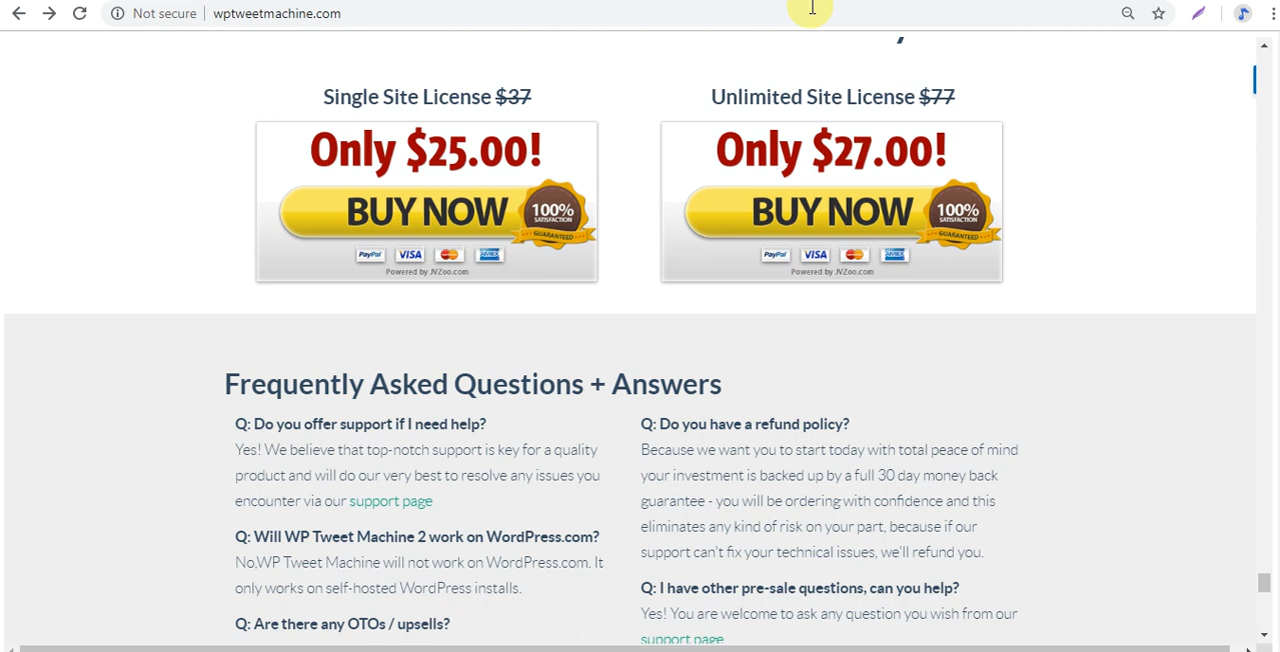 Not secure | wptweetmachine.com
Single Site License $37
Only $25.00!
BUY NOW
100%
SATISFACTION
GUARANTEED
PayPal VISA MasterCard AMEX
Powered by JVZoo.com
Unlimited Site License $77
Only $27.00!
BUY NOW
100%
SATISFACTION
GUARANTEED
PayPal VISA MasterCard AMEX
Powered by JVZoo.com
Frequently Asked Questions + Answers
Q: Do you offer support if I need help?
Yes! We believe that top-notch support is key for a quality
product and will do our very best to resolve any issues you
encounter via our support page
Q: Will WP Tweet Machine 2 work on WordPress.com?
No,WP Tweet Machine will not work on WordPress.com. It
only works on self-hosted WordPress installs.
Q: Are there any OTOs / upsells?
Q: Do you have a refund policy?
Because we want you to start today with total peace of mind
your investment is backed up by a full 30 day money back
guarantee - you will be ordering with confidence and this
eliminates any kind of risk on your part, because if our
support can't fix your technical issues, we'll refund you.
Q: I have other pre-sale questions, can you help?
Yes! You are welcome to ask any question you wish from our
support page